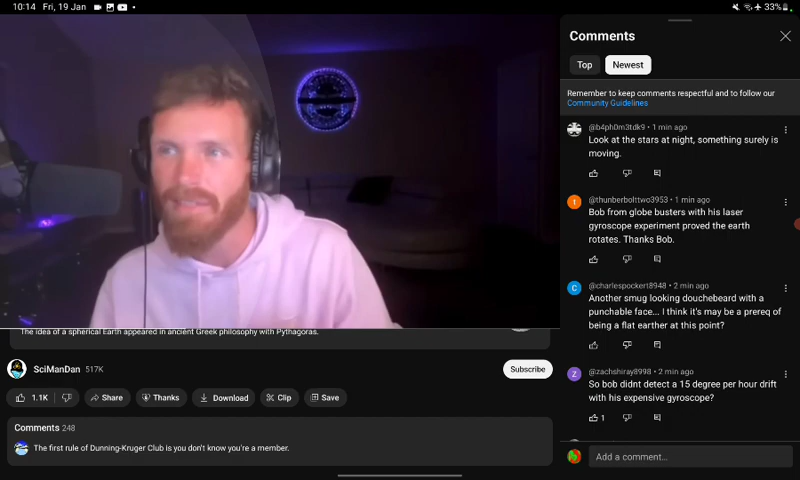 10:14 Fri, 19 Jan
33%
Comments
Top Newest
Remember to keep comments respectful and to follow our
Community Guidelines
@b4ph0m3tdk9 • 1 min ago
Look at the stars at night, something surely is
moving.
@thunderbolttwo3953 • 1 min ago
Bob from globe busters with his laser
gyroscope experiment proved the earth
rotates. Thanks Bob.
@charlespockert8948 • 2 min ago
Another smug looking douchebeard with a
punchable face... I think it's may be a prereq of
being a flat earther at this point?
@zachshiray8998 • 2 min ago
So bob didnt detect a 15 degree per hour drift
with his expensive gyroscope?
1
Add a comment...
The idea of a spherical Earth appeared in ancient Greek philosophy with Pythagoras.
SciManDan 517K
Subscribe
1.1K Share Thanks Download Clip Save
Comments 248
The first rule of Dunning-Kruger Club is you don't know you're a member.